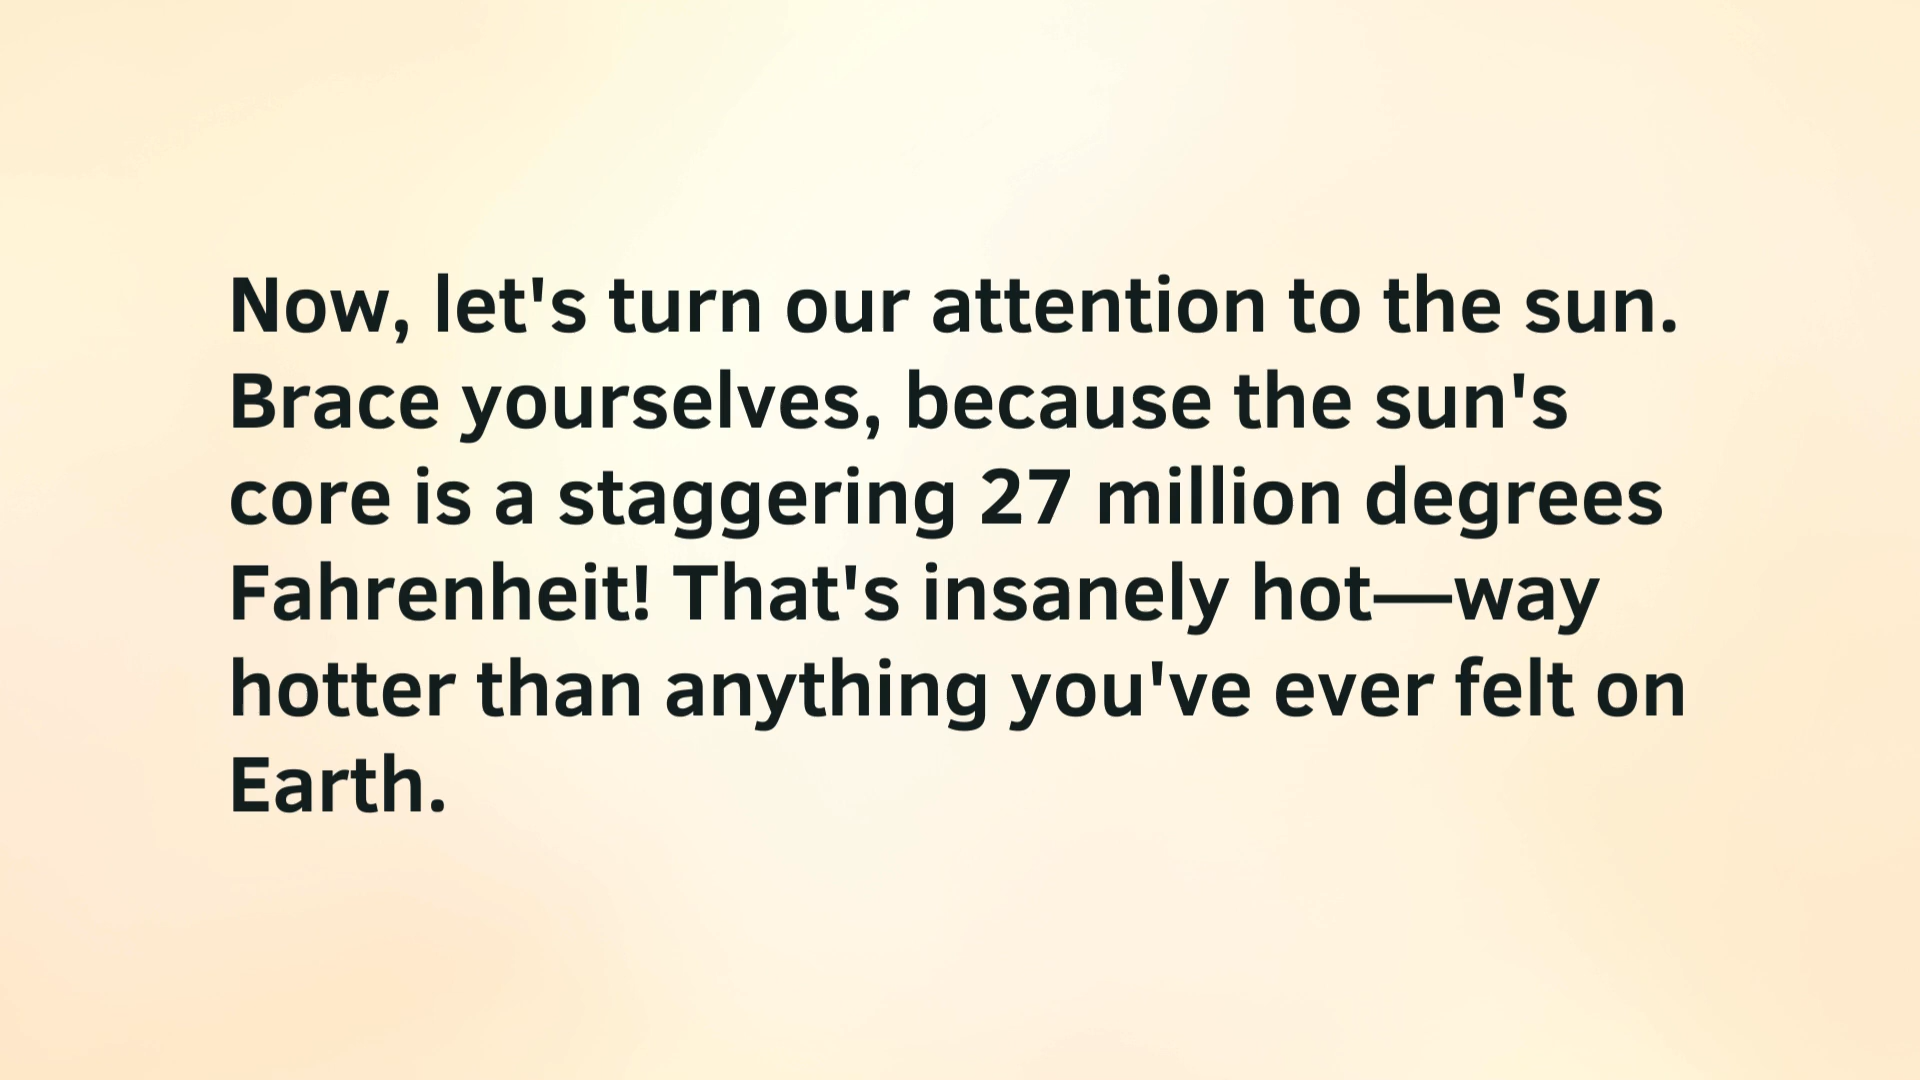 Now, let's turn our attention to the sun.
Brace yourselves, because the sun's
core is a staggering 27 million degrees
Fahrenheit! That's insanely hot—way
hotter than anything you've ever felt on
Earth.